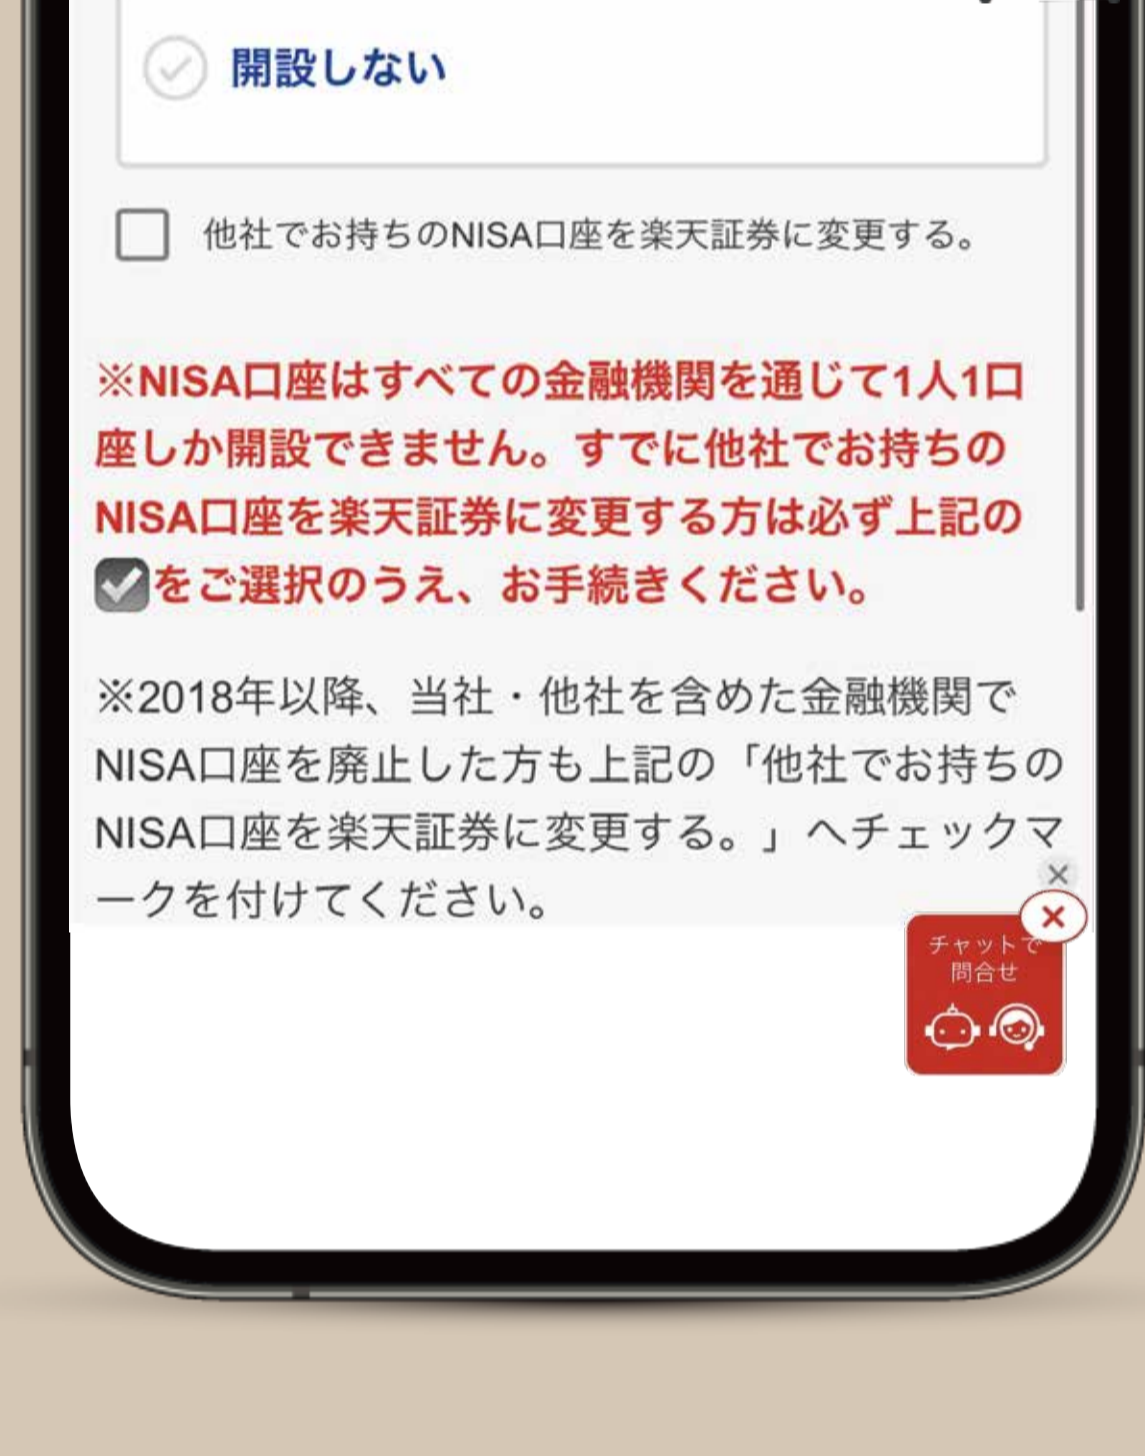 開設しない
他社でお持ちのNISA口座を楽天証券に変更する。
※NISA口座はすべての金融機関を通じて1人1口
座しか開設できません。すでに他社でお持ちの
NISA口座を楽天証券に変更する方は必ず上記の
をご選択のうえ、お手続きください。
※2018年以降、当社・他社を含めた金融機関で
NISA口座を廃止した方も上記の「他社でお持ちの
NISA口座を楽天証券に変更する。」へチェックマ
ークを付けてください。
チャットで
問合せ